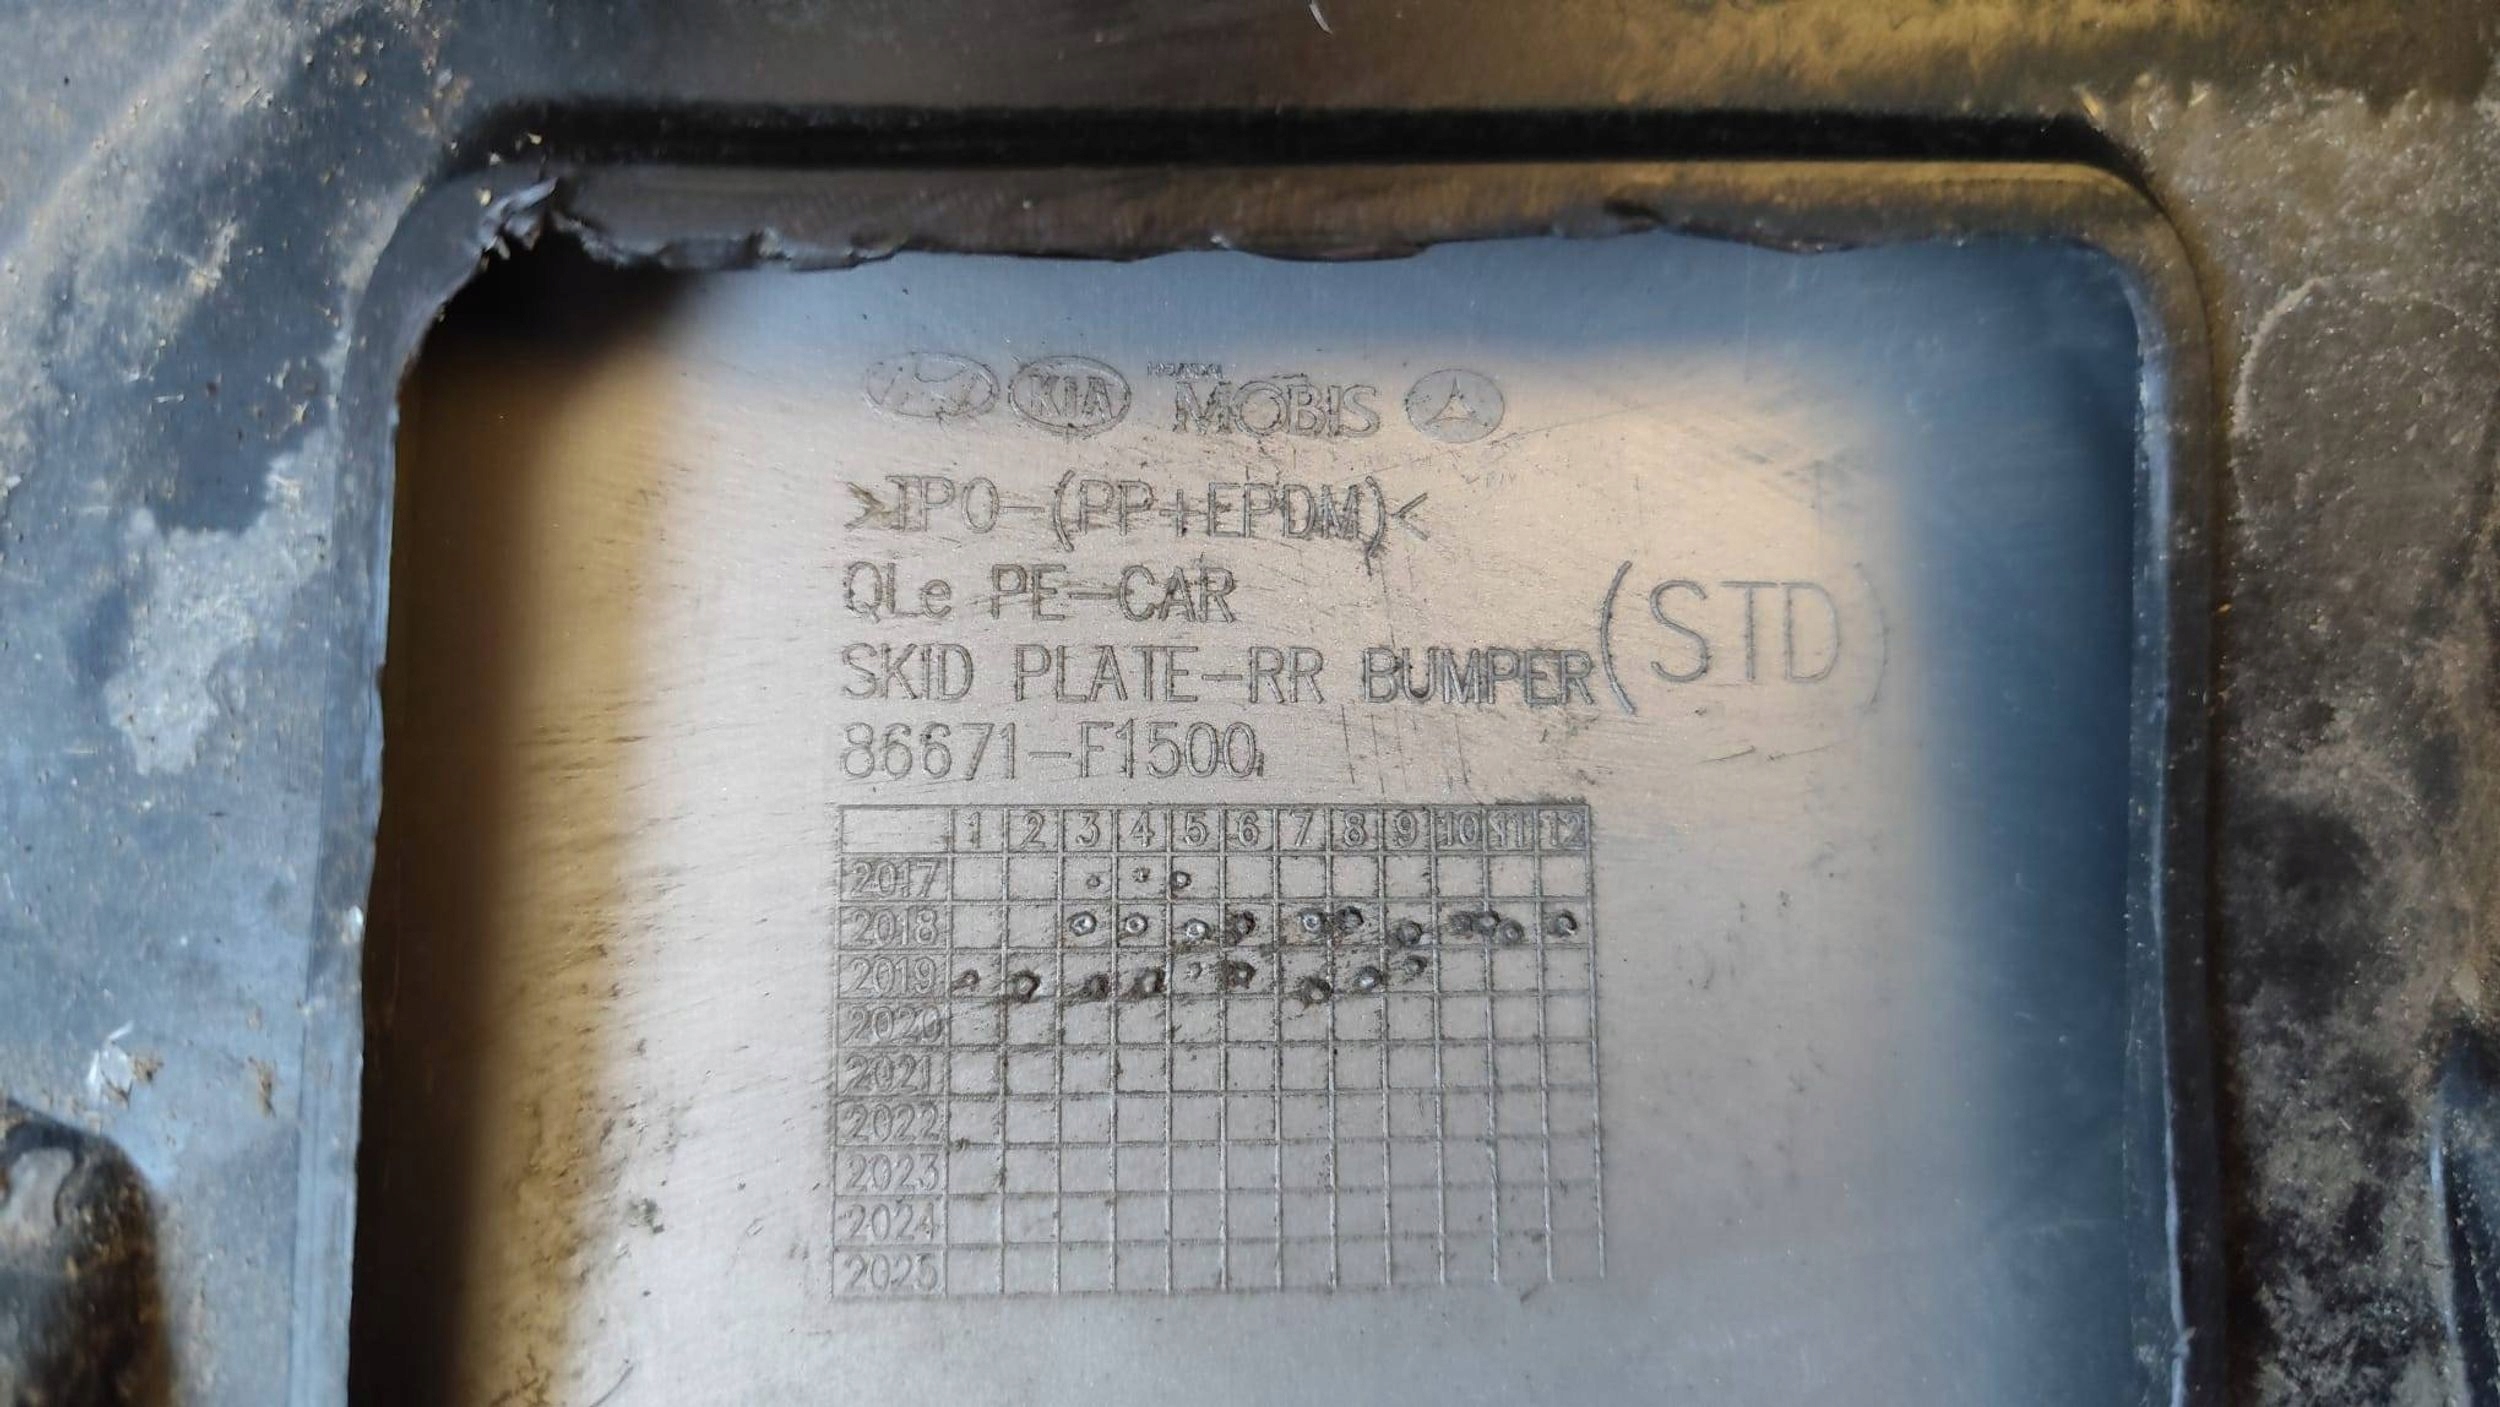 KIA MOBIS
>TPO-(PP+EPDM)<
QLe PE-CAR
SKID PLATE-RR BUMPER (STD)
86671-F1500
1 2 3 4 5 6 7 8 9 10 11 12
2017
2018
2019
2020
2021
2022
2023
2024
2025